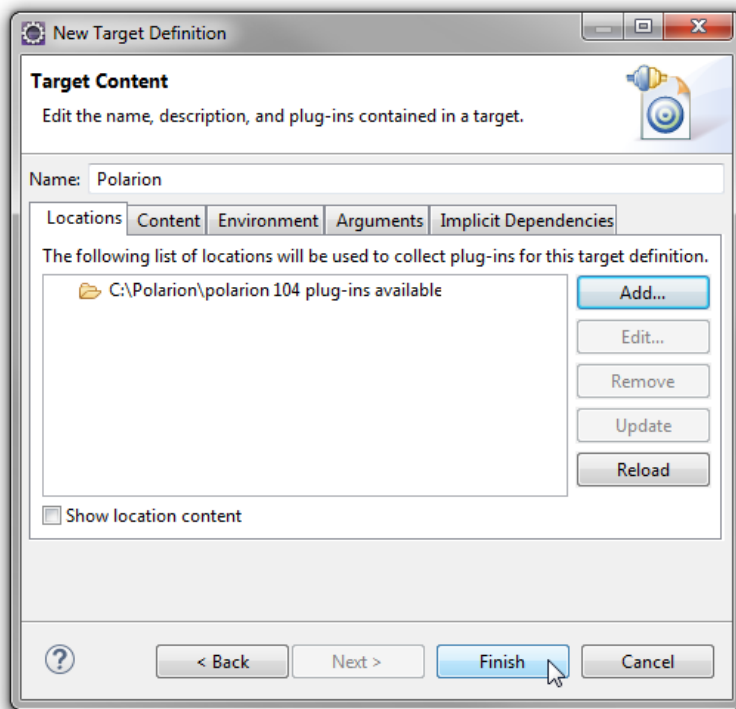 New Target Definition
Target Content
Edit the name, description, and plug-ins contained in a target.
Name: Polarion
Locations Content Environment Arguments Implicit Dependencies
The following list of locations will be used to collect plug-ins for this target definition.
C:\Polarion\polarion 104 plug-ins available
Add...
Edit...
Remove
Update
Reload
Show location content
? < Back Next > Finish Cancel